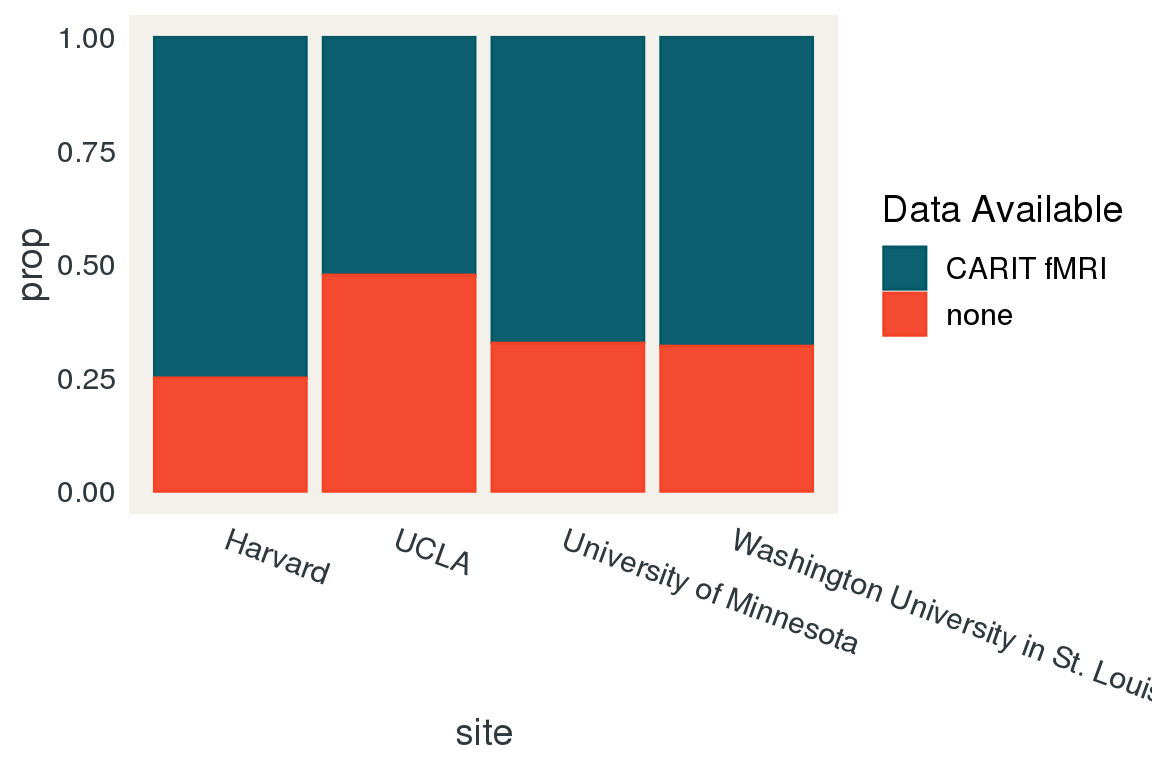 1.00
0.75
0.50
0.25
0.00
prop
Harvard
UCLA
University of Minnesota
Washington University in St. Louis
site
Data Available
CARIT fMRI
none